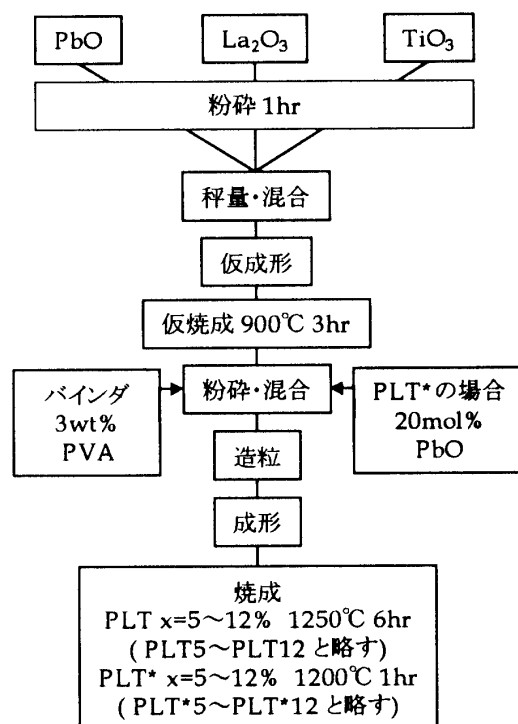 PbO
La₂O₃
TiO₃
粉砕 1hr
秤量・混合
仮成形
仮焼成 900℃ 3hr
バインダ
3wt%
PVA
粉砕・混合
PLT*の場合
20mol%
PbO
造粒
成形
焼成
PLT x=5～12% 1250℃ 6hr
( PLT5～PLT12 と略す)
PLT* x=5～12% 1200℃ 1hr
( PLT*5～PLT*12 と略す)